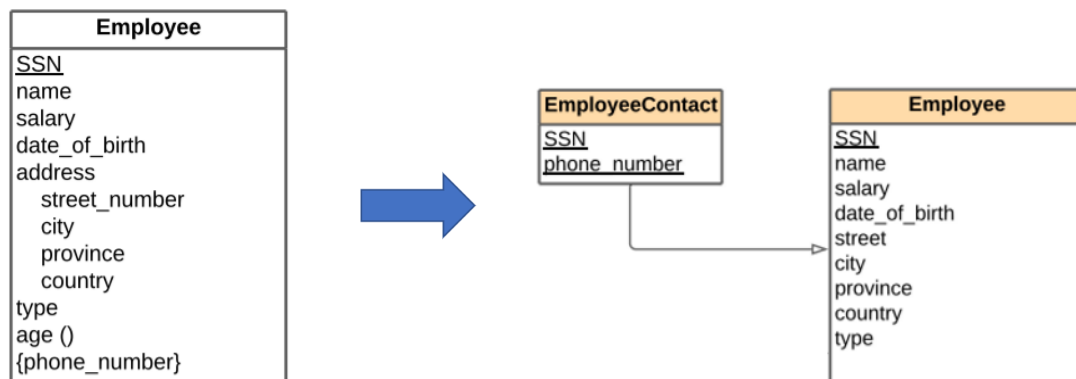 Employee
SSN
name
salary
date_of_birth
address
street_number
city
province
country
type
age ()
{phone_number}
EmployeeContact
SSN
phone_number
Employee
SSN
name
salary
date_of_birth
street
city
province
country
type